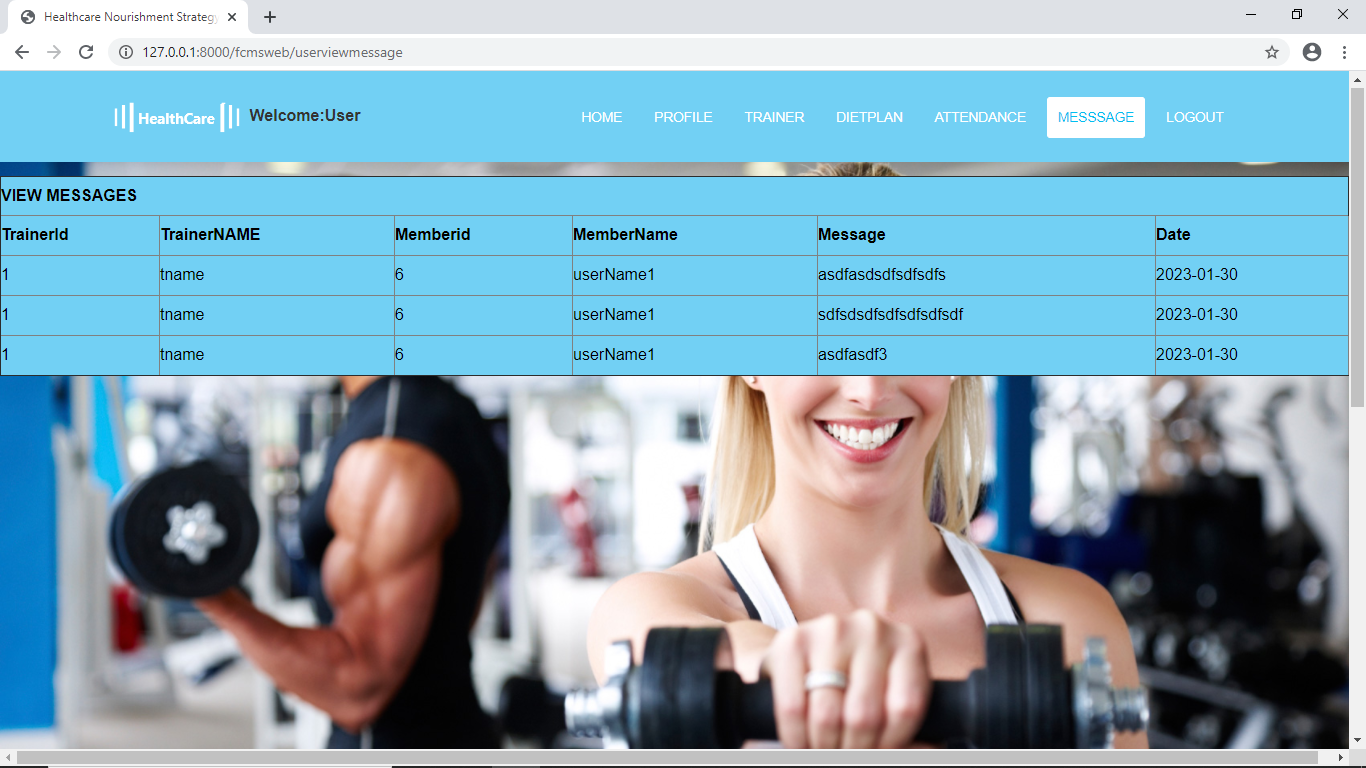 Healthcare Nourishment Strategy
127.0.0.1:8000/fcmsweb/userviewmessage
HealthCare Welcome:User HOME PROFILE TRAINER DIETPLAN ATTENDANCE MESSSAGE LOGOUT
VIEW MESSAGES
TrainerId TrainerNAME Memberid MemberName Message Date
1 tname 6 userName1 asdfasdsdfsdfsdfs 2023-01-30
1 tname 6 userName1 sdfsdsdfsdfsdfsdfsdf 2023-01-30
1 tname 6 userName1 asdfasdf3 2023-01-30